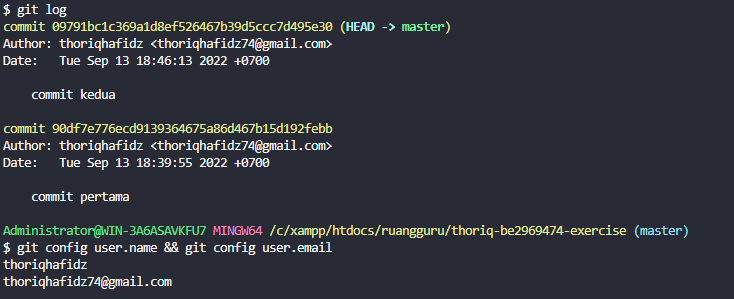 $ git log
commit 09791bc1c369a1d8ef526467b39d5ccc7d495e30 (HEAD -> master)
Author: thoriqhafidz <thoriqhafidz74@gmail.com>
Date:   Tue Sep 13 18:46:13 2022 +0700
    commit kedua
commit 90df7e776ecd9139364675a86d467b15d192febb
Author: thoriqhafidz <thoriqhafidz74@gmail.com>
Date:   Tue Sep 13 18:39:55 2022 +0700
    commit pertama
Administrator@WIN-3A6ASAVKFU7 MINGW64 /c/xampp/htdocs/ruangguru/thoriq-be2969474-exercise (master)
$ git config user.name && git config user.email
thoriqhafidz
thoriqhafidz74@gmail.com